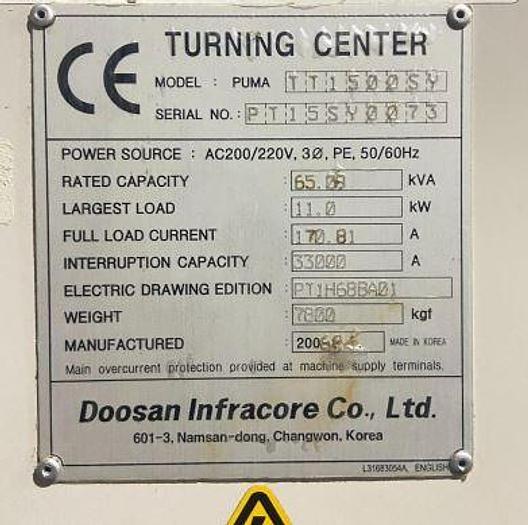 CE
TURNING CENTER
MODEL : PUMA TT1500SY
SERIAL NO. : PT15SY0073
POWER SOURCE : AC200/220V, 3Ø, PE, 50/60Hz
RATED CAPACITY : kVA
LARGEST LOAD : 11.0 kW
FULL LOAD CURRENT : 170.81 A
INTERRUPTION CAPACITY : 33000 A
ELECTRIC DRAWING EDITION : PT1H68BA01
WEIGHT : 7800 kgf
MANUFACTURED : MADE IN KOREA
Main overcurrent protection provided at machine supply terminals.
Doosan Infracore Co., Ltd.
601-3, Namsan-dong, Changwon, Korea
L31683054A, ENGLISH